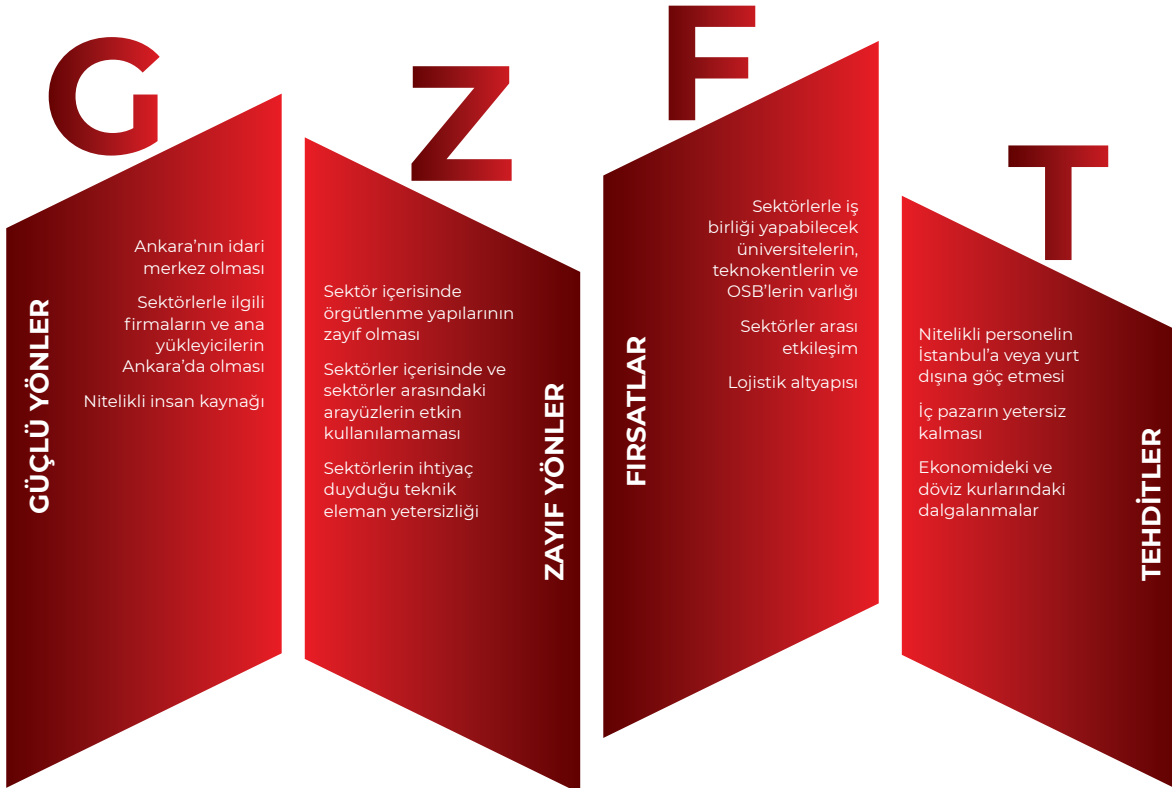 G
GÜÇLÜ YÖNLER
Ankara’nın idari
merkez olması
Sektörlerle ilgili
firmaların ve ana
yükleyicilerin
Ankara’da olması
Nitelikli insan kaynağı
Z
Sektör içerisinde
örgütlenme yapılarının
zayıf olması
Sektörler içerisinde ve
sektörler arasındaki
arayüzlerin etkin
kullanılamaması
Sektörlerin ihtiyaç
duyduğu teknik
eleman yetersizliği
ZAYIF YÖNLER
F
FIRSATLAR
Sektörlerle iş
birliği yapabilecek
üniversitelerin,
teknokentlerin ve
OSB’lerin varlığı
Sektörler arası
etkileşim
Lojistik altyapısı
T
Nitelikli personelin
İstanbul’a veya yurt
dışına göç etmesi
İç pazarın yetersiz
kalması
Ekonomideki ve
döviz kurlarındaki
dalgalanmalar
TEHDİTLER